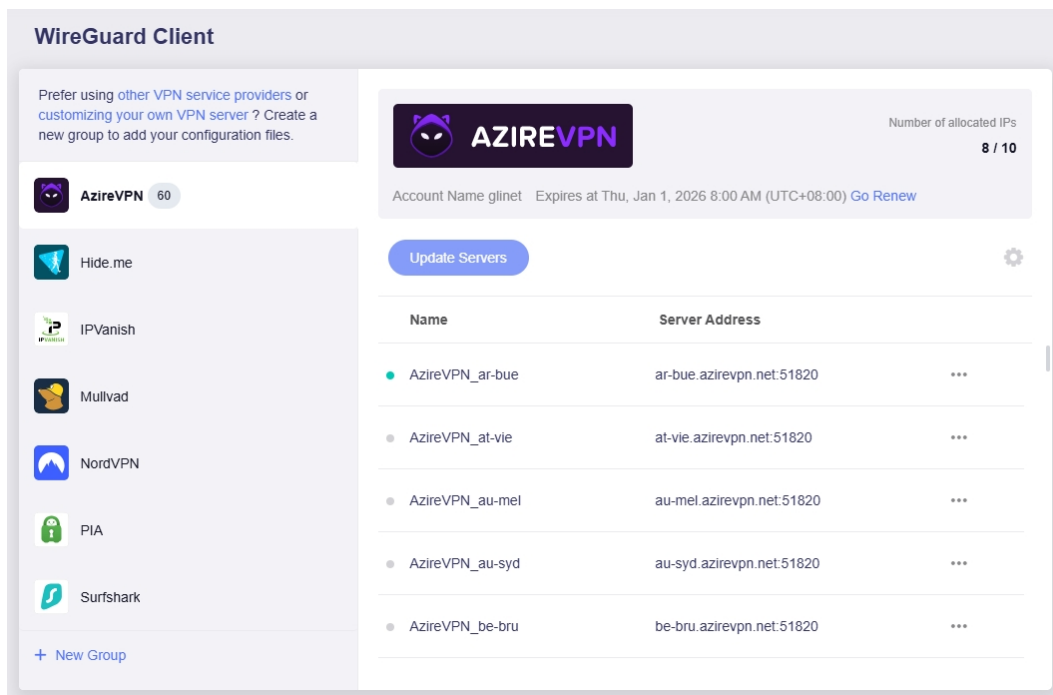 WireGuard Client
Prefer using other VPN service providers or
customizing your own VPN server ? Create a
new group to add your configuration files.
AzireVPN 60
Hide.me
IPVANISH
IPVanish
Mullvad
NordVPN
PIA
Surfshark
+ New Group
AZIREVPN
Number of allocated IPs
8 / 10
Account Name glinet Expires at Thu, Jan 1, 2026 8:00 AM (UTC+08:00) Go Renew
Update Servers
Name Server Address
AzireVPN_ar-bue ar-bue.azirevpn.net:51820 •••
AzireVPN_at-vie at-vie.azirevpn.net:51820 •••
AzireVPN_au-mel au-mel.azirevpn.net:51820 •••
AzireVPN_au-syd au-syd.azirevpn.net:51820 •••
AzireVPN_be-bru be-bru.azirevpn.net:51820 •••